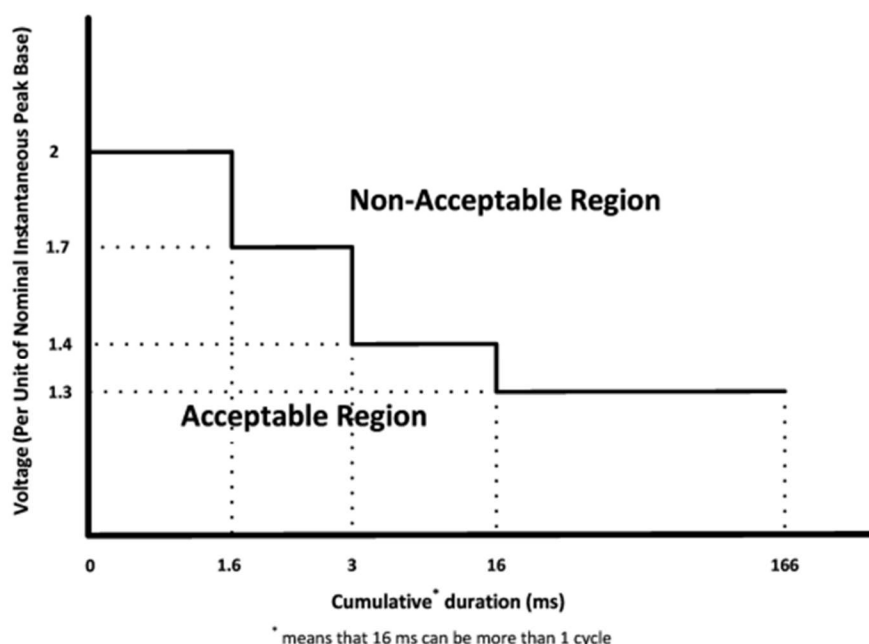 Voltage (Per Unit of Nominal Instantaneous Peak Base)
2
Non-Acceptable Region
1.7
1.4
1.3
Acceptable Region
0 1.6 3 16 166
Cumulative* duration (ms)
* means that 16 ms can be more than 1 cycle